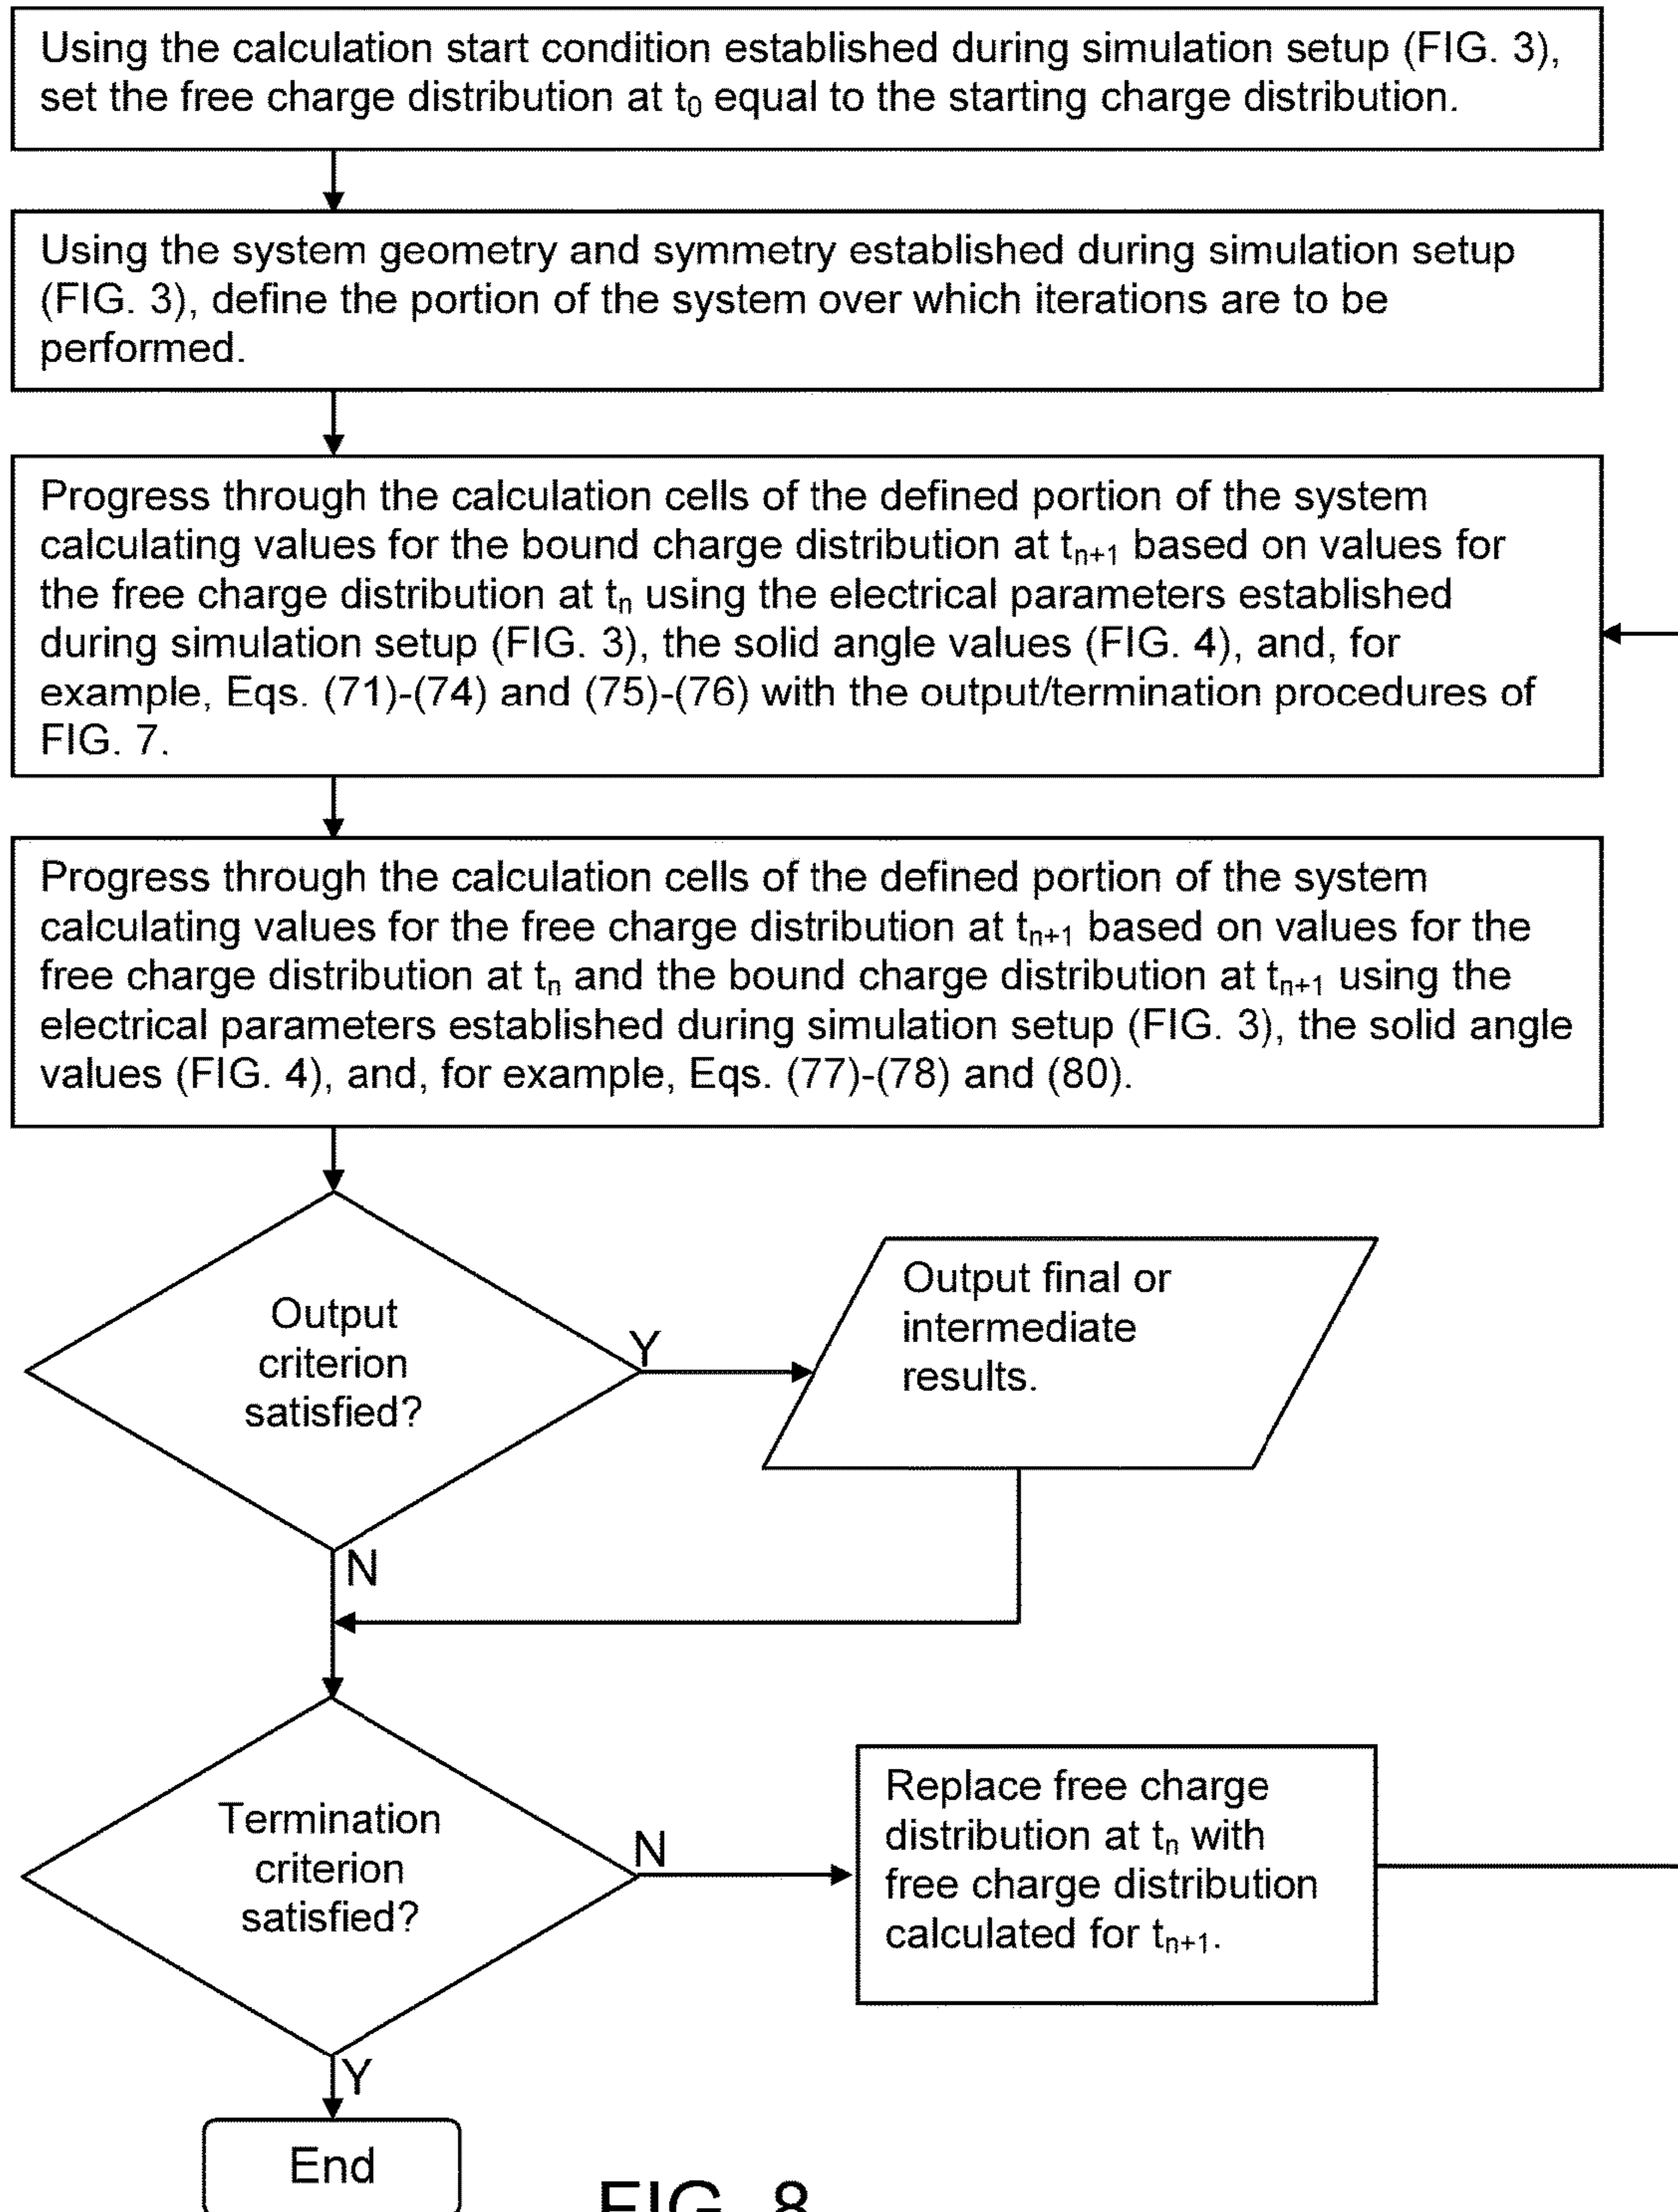 Using the calculation start condition established during simulation setup (FIG. 3),
set the free charge distribution at t₀ equal to the starting charge distribution.
Using the system geometry and symmetry established during simulation setup
(FIG. 3), define the portion of the system over which iterations are to be
performed.
Progress through the calculation cells of the defined portion of the system
calculating values for the bound charge distribution at tₙ₊₁ based on values for
the free charge distribution at tₙ using the electrical parameters established
during simulation setup (FIG. 3), the solid angle values (FIG. 4), and, for
example, Eqs. (71)-(74) and (75)-(76) with the output/termination procedures of
FIG. 7.
Progress through the calculation cells of the defined portion of the system
calculating values for the free charge distribution at tₙ₊₁ based on values for the
free charge distribution at tₙ and the bound charge distribution at tₙ₊₁ using the
electrical parameters established during simulation setup (FIG. 3), the solid angle
values (FIG. 4), and, for example, Eqs. (77)-(78) and (80).
Output
criterion
satisfied?
Y
Output final or
intermediate
results.
N
Termination
criterion
satisfied?
N
Replace free charge
distribution at tₙ with
free charge distribution
calculated for tₙ₊₁.
Y
End
FIG. 8